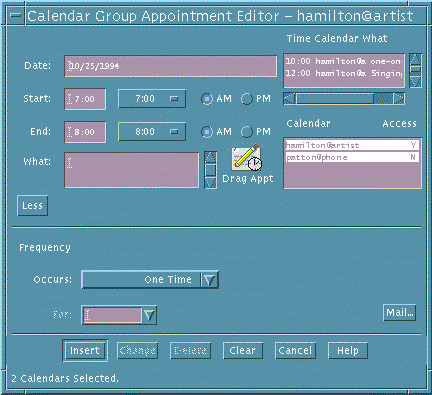 Calendar Group Appointment Editor – hamilton@artist
Time Calendar What
Date: 10/25/1994
10:00 hamilton@a one-on-
12:00 hamilton@a Singin
Start: 7:00 7:00 AM PM
End: 8:00 8:00 AM PM
Calendar Access
What:
hamilton@artist Y
patton@phone N
Drag Appt
Less
Frequency
Occurs: One Time
For:
Mail...
Insert Change Delete Clear Cancel Help
2 Calendars Selected.